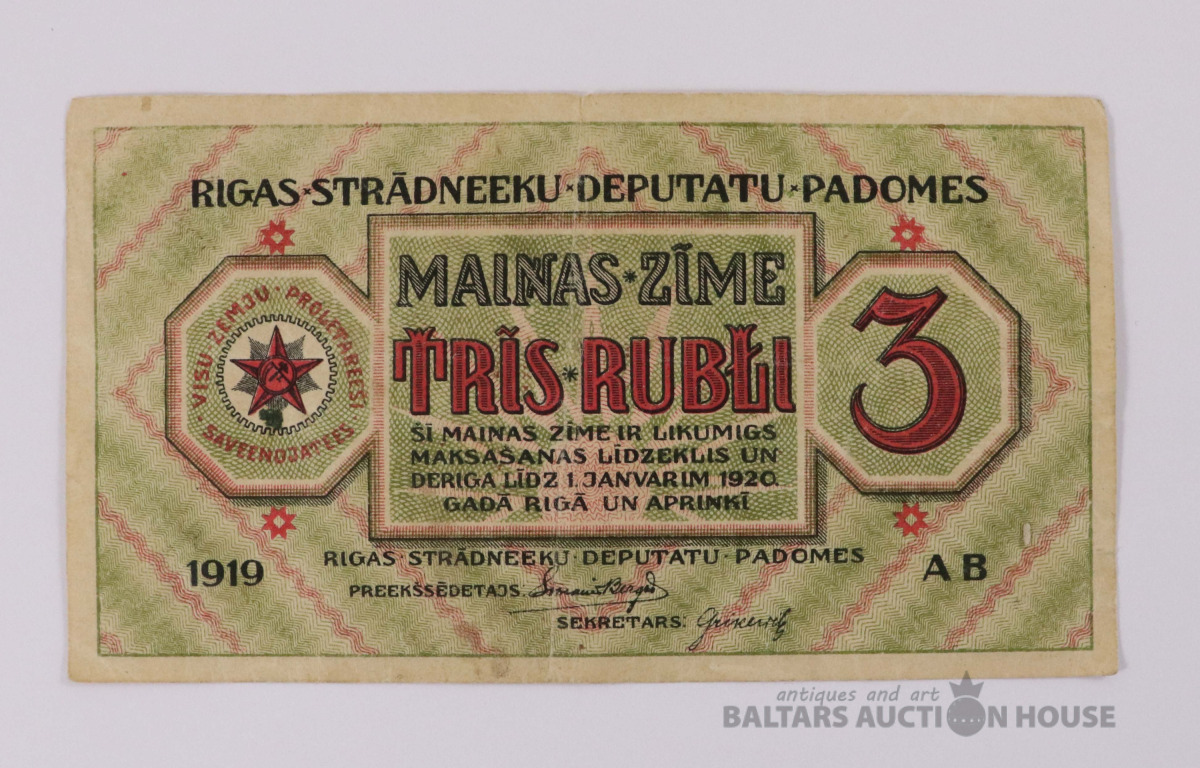 RIGAS × STRĀDNEEKU × DEPUTATU × PADOMES
MAIŅAS * ZĪME
TRĪS * RUBŁI
ŠĪ MAIŅAS ZĪME IR LIKUMIGS
MAKSAŠANAS LĪDZEKLIS UN
DERIGA LĪDZ 1. JANVARIM 1920.
GADĀ RIGĀ UN APRINĶĪ
VISU ZEMJU · PROLETAREEŠI
SAVEENOJATEES
3
RIGAS · STRĀDNEEKU · DEPUTATU · PADOMES
1919
AB
PREEKŠSĒDETAJS:
SEKRETARS:
antiques and art
BALTARS AUCTION HOUSE